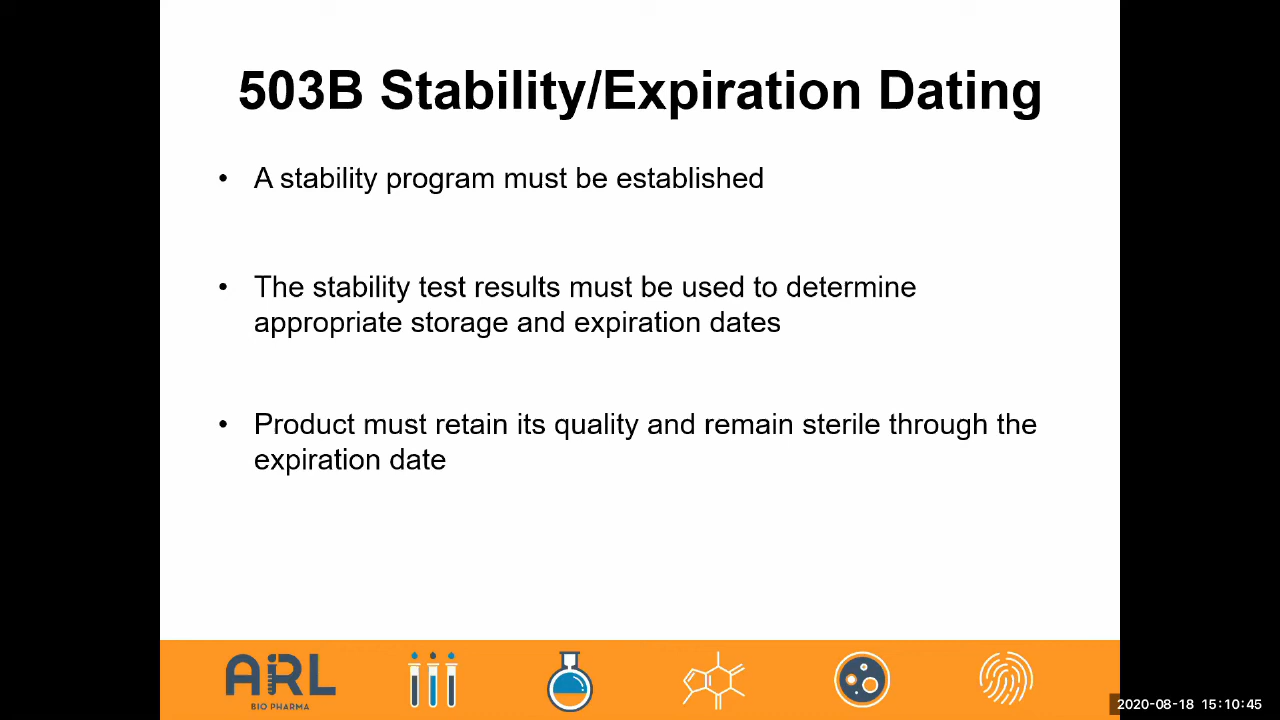 503B Stability/Expiration Dating
• A stability program must be established
• The stability test results must be used to determine
appropriate storage and expiration dates
• Product must retain its quality and remain sterile through the
expiration date
ARL
BIO PHARMA
2020-08-18 15:10:45